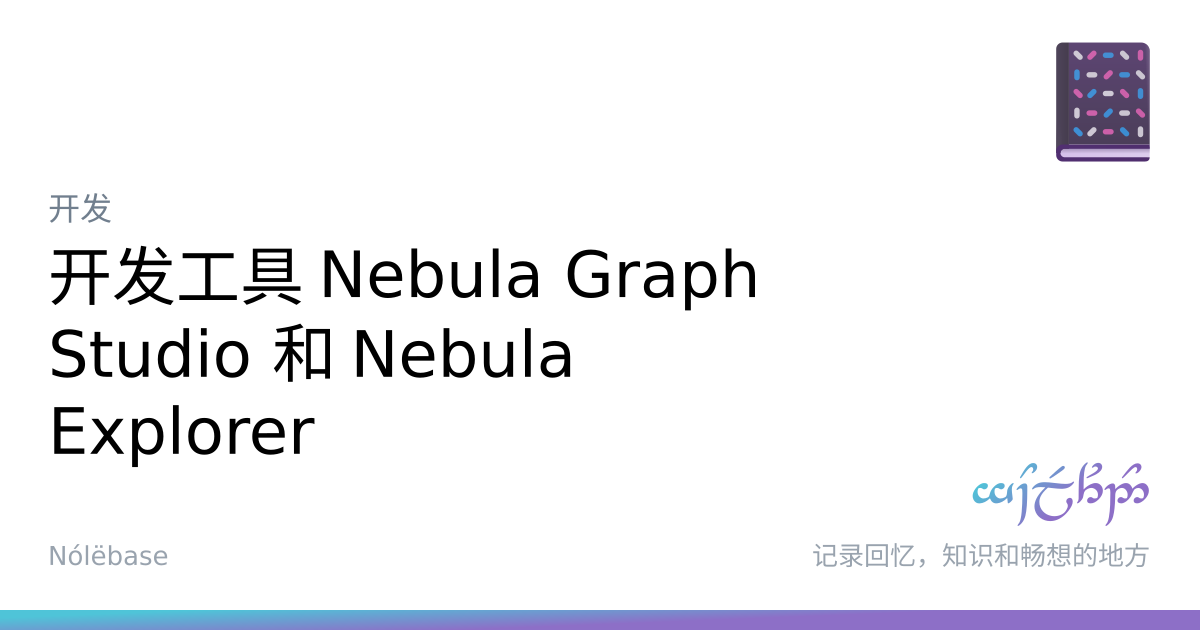 开发
开发工具 Nebula Graph
Studio 和 Nebula
Explorer
Nólëbase
记录回忆，知识和畅想的地方